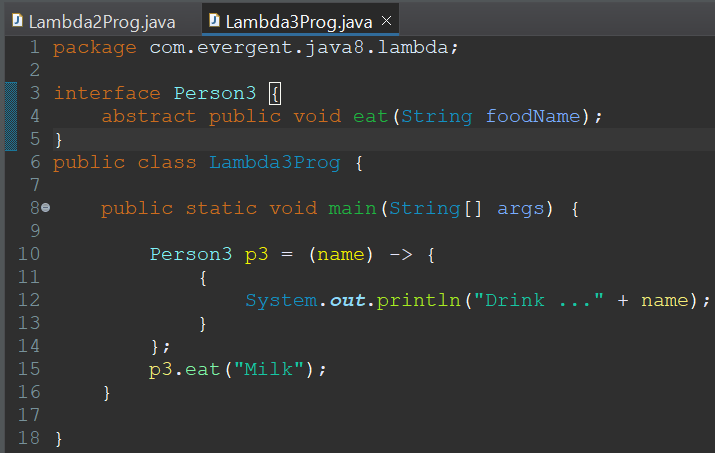 Lambda2Prog.java Lambda3Prog.java ×
1 package com.evergent.java8.lambda;
2
3 interface Person3 {
4     abstract public void eat(String foodName);
5 }
6 public class Lambda3Prog {
7
8     public static void main(String[] args) {
9
10         Person3 p3 = (name) -> {
11             {
12                 System.out.println("Drink ..." + name);
13             }
14         };
15         p3.eat("Milk");
16     }
17
18 }